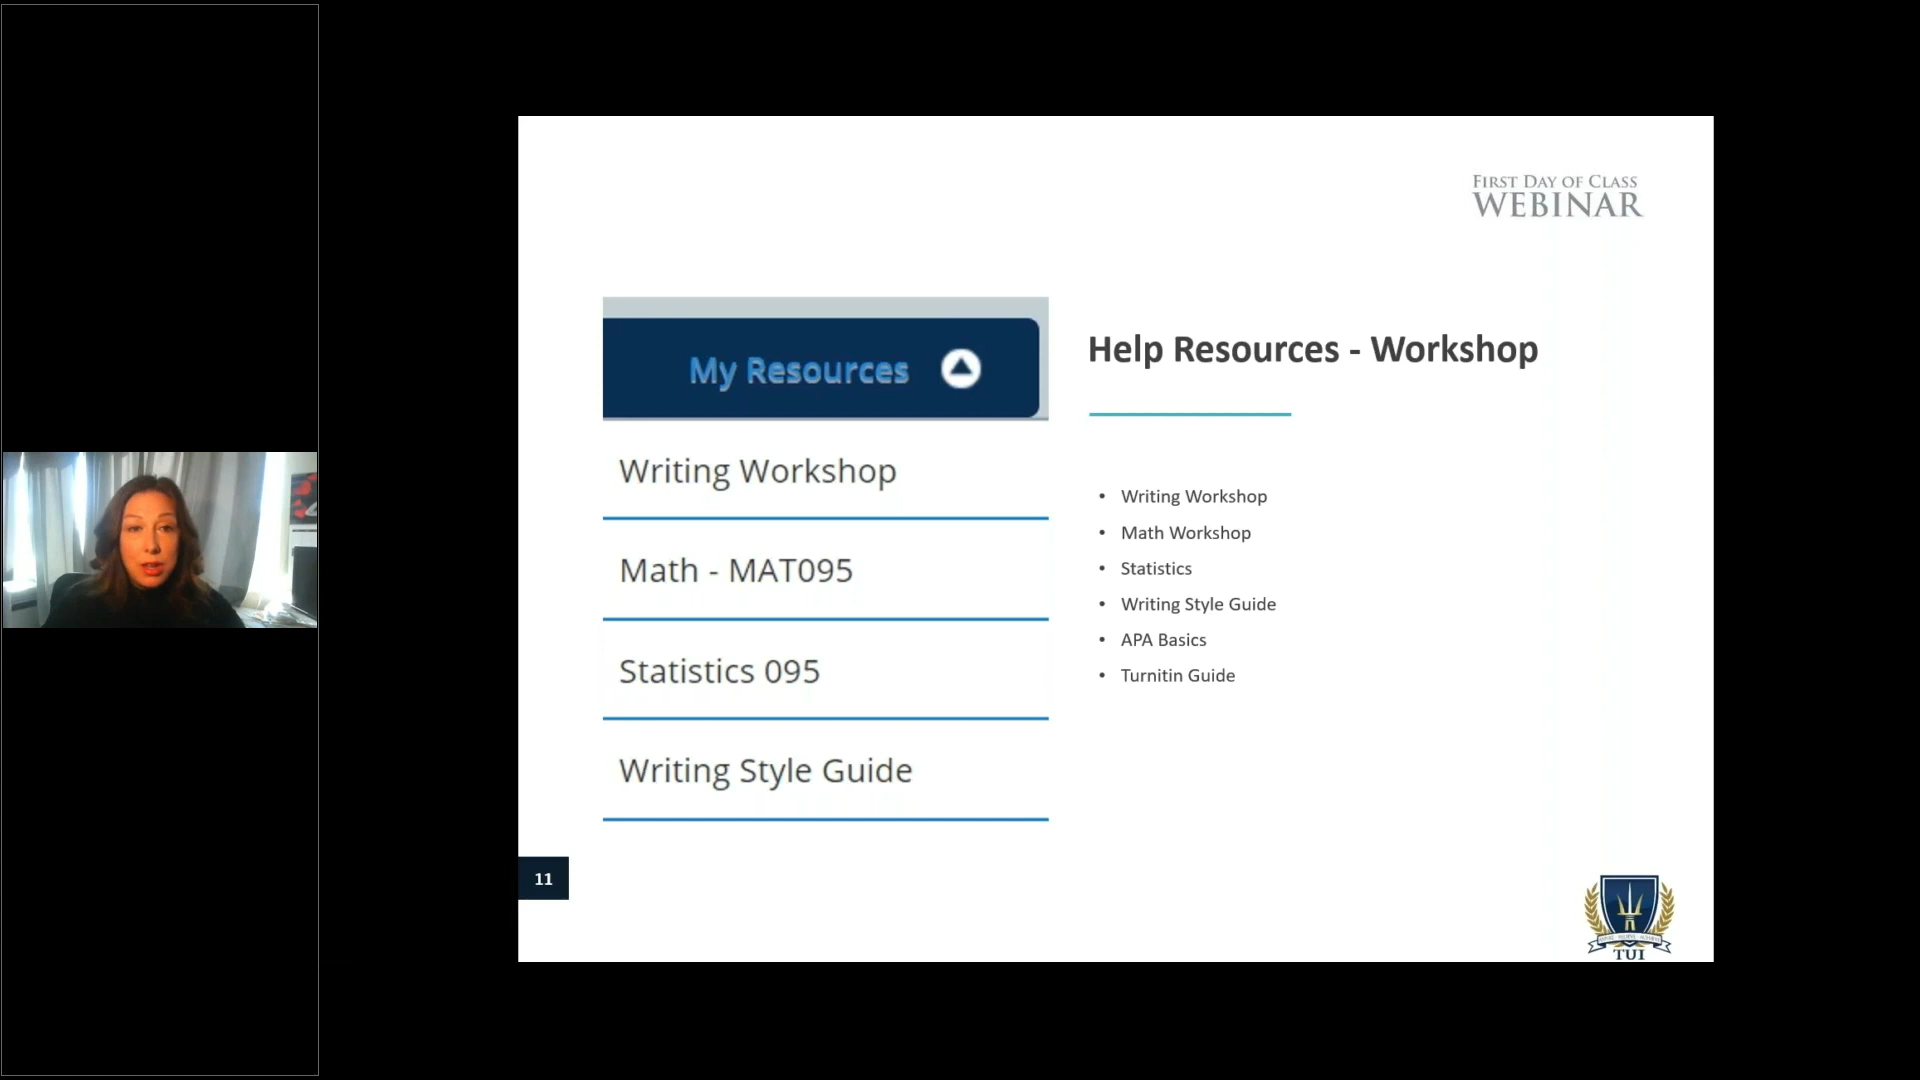 FIRST DAY OF CLASS
WEBINAR
My Resources
Writing Workshop
Math - MAT095
Statistics 095
Writing Style Guide
Help Resources - Workshop
• Writing Workshop
• Math Workshop
• Statistics
• Writing Style Guide
• APA Basics
• Turnitin Guide
11
TUI